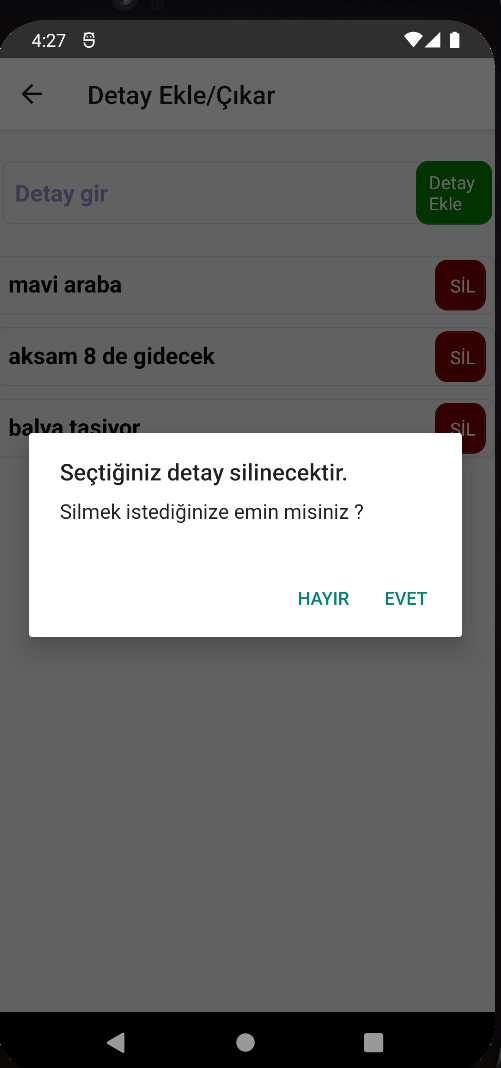 4:27
Detay Ekle/Çıkar
Detay gir
Detay
Ekle
mavi araba
SİL
aksam 8 de gidecek
SİL
balya tasiyor
SİL
Seçtiğiniz detay silinecektir.
Silmek istediğinize emin misiniz ?
HAYIR
EVET